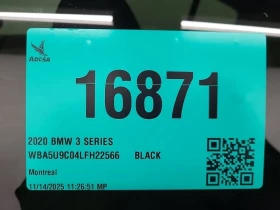 ADESA
16871
2020 BMW 3 SERIES
WBA5U9C04LFH22566 BLACK
Montreal
11/14/2025 11:26:51 MP